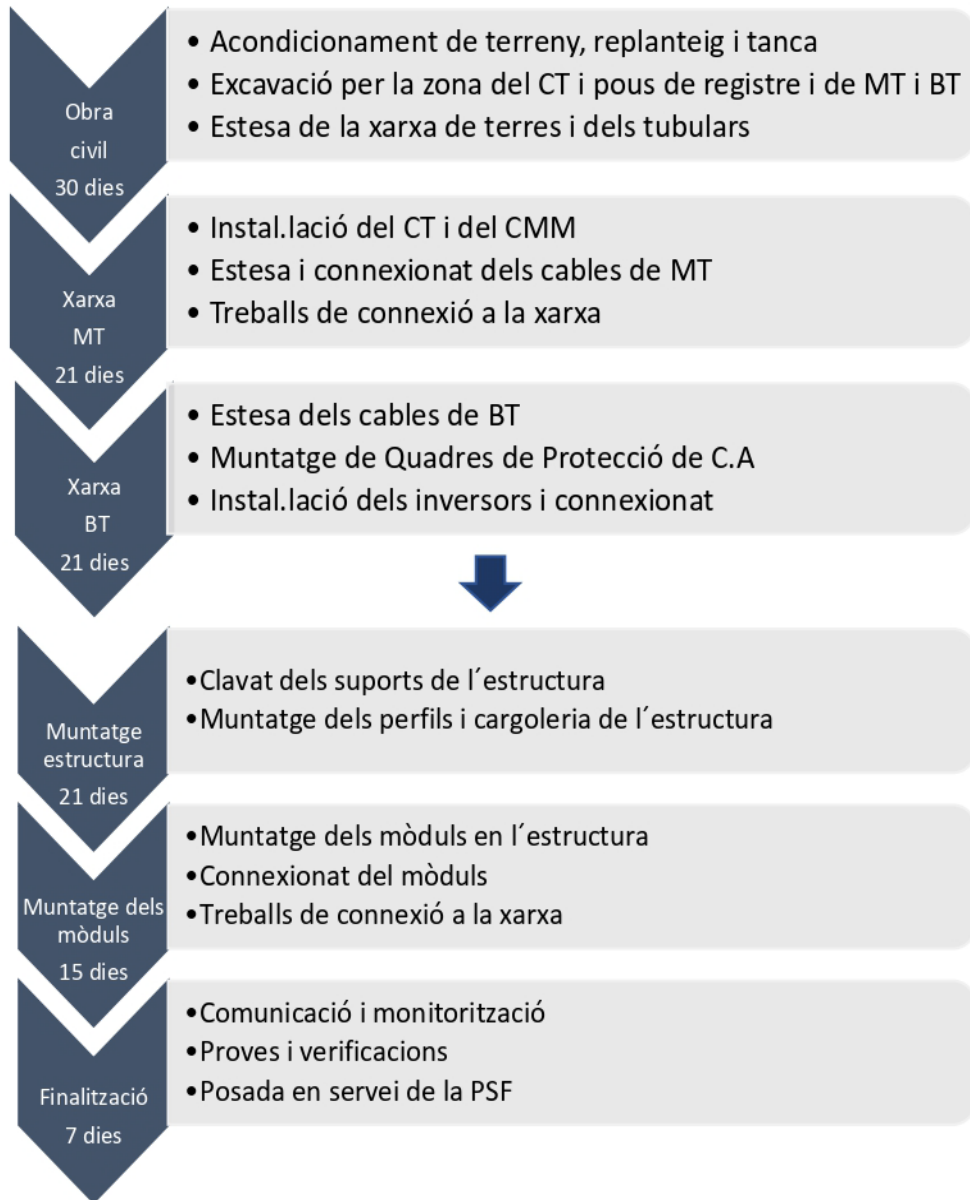 Obra
civil
30 dies
• Acondicionament de terreny, replanteig i tanca
• Excavació per la zona del CT i pous de registre i de MT i BT
• Estesa de la xarxa de terres i dels tubulars
Xarxa
MT
21 dies
• Instal.lació del CT i del CMM
• Estesa i connexionat dels cables de MT
• Treballs de connexió a la xarxa
Xarxa
BT
21 dies
• Estesa dels cables de BT
• Muntatge de Quadres de Protecció de C.A
• Instal.lació dels inversors i connexionat
Muntatge
estructura
21 dies
•Clavat dels suports de l´estructura
•Muntatge dels perfils i cargoleria de l´estructura
Muntatge dels
mòduls
15 dies
•Muntatge dels mòduls en l´estructura
•Connexionat del mòduls
•Treballs de connexió a la xarxa
Finalització
7 dies
•Comunicació i monitorització
•Proves i verificacions
•Posada en servei de la PSF